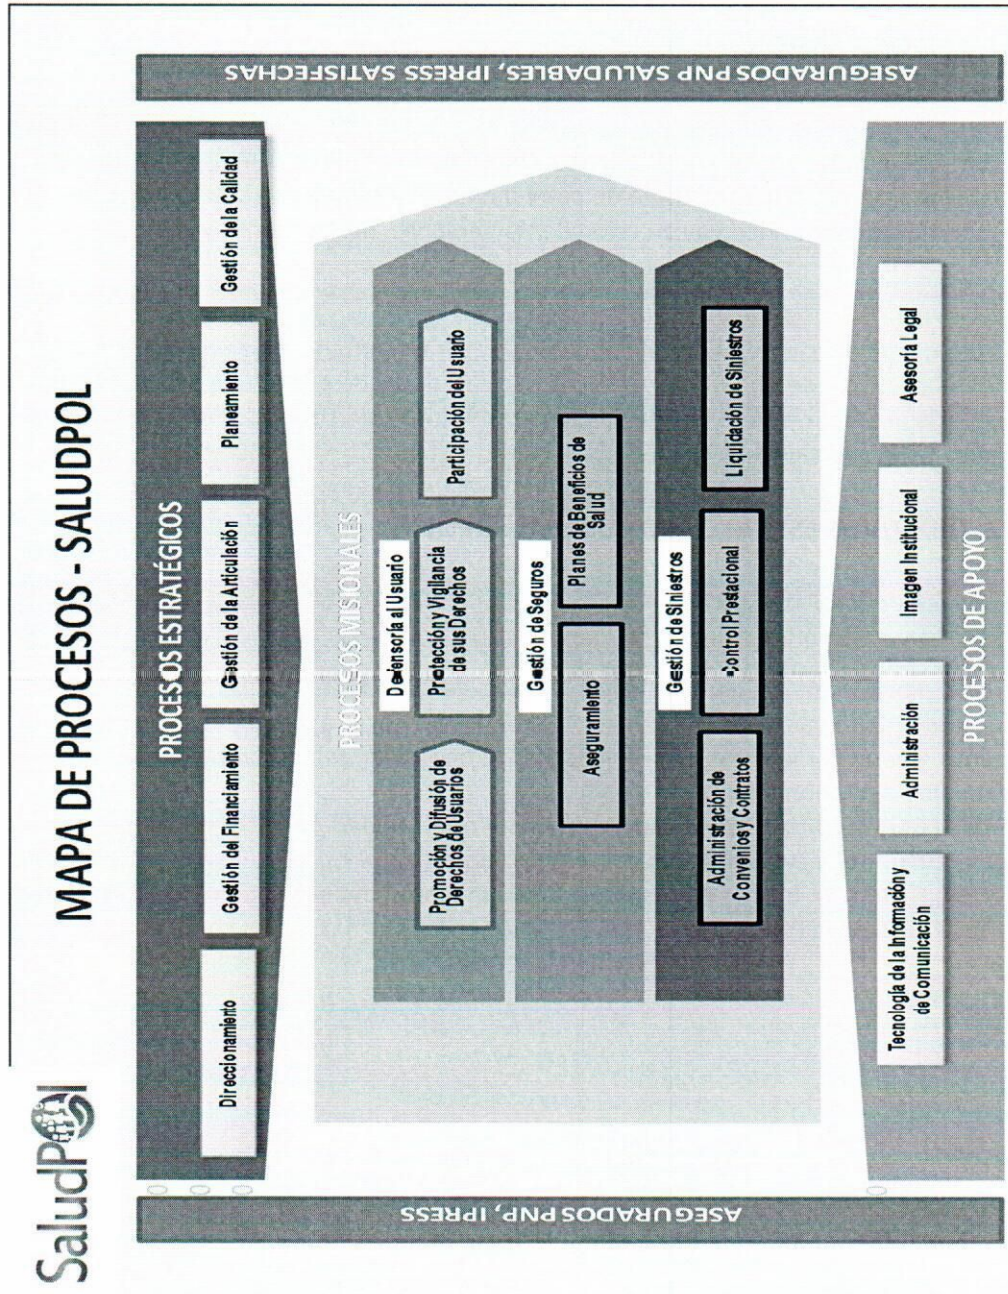 SaludPol
MAPA DE PROCESOS - SALUDPOL
ASEGURADOS PNP, IPRESS
PROCESOS ESTRATÉGICOS
Direccionamiento
Gestión del Financiamiento
Gestión de la Articulación
Planeamiento
Gestión de la Calidad
PROCESOS MISIONALES
Defensoría al Usuario
Promoción y Difusión de
Derechos de Usuarios
Protección y Vigilancia
de sus Derechos
Participación del Usuario
Gestión de Seguros
Aseguramiento
Planes de Beneficios de
Salud
Gestión de Siniestros
Administración de
Convenios y Contratos
Control Prestacional
Liquidación de Siniestros
Tecnología de la Información y
de Comunicación
Administración
Imagen Institucional
Asesoría Legal
PROCESOS DE APOYO
ASEGURADOS PNP SALUDABLES, IPRESS SATISFECHAS